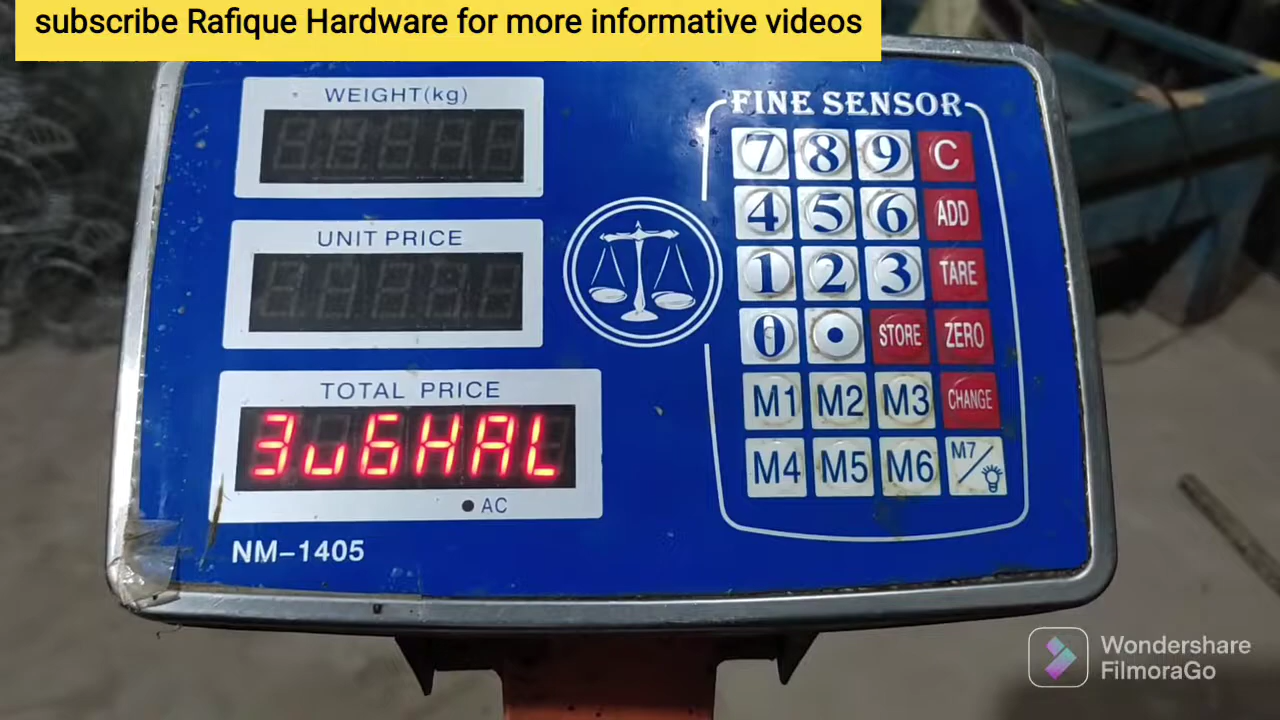 subscribe Rafique Hardware for more informative videos
WEIGHT(kg)
UNIT PRICE
TOTAL PRICE
3uGHAL
AC
NM-1405
FINE SENSOR
7 8 9 C
4 5 6 ADD
1 2 3 TARE
0 . STORE ZERO
M1 M2 M3 CHANGE
M4 M5 M6 M7/
Wondershare
FilmoraGo